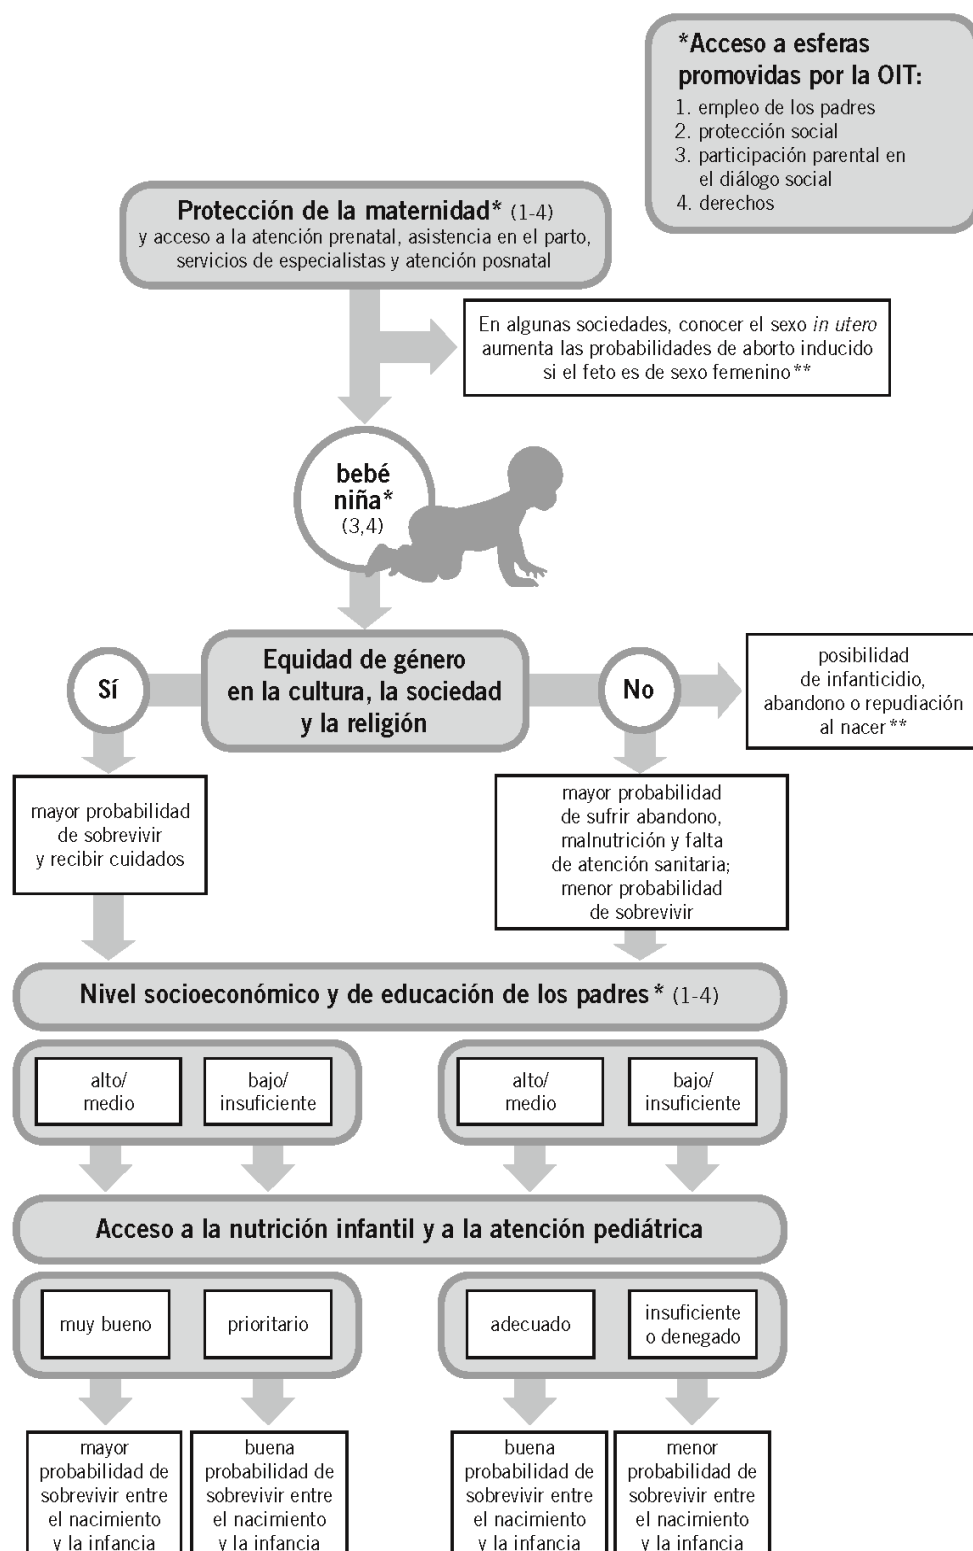 *Acceso a esferas
promovidas por la OIT:
1. empleo de los padres
2. protección social
3. participación parental en
el diálogo social
4. derechos
Protección de la maternidad* (1-4)
y acceso a la atención prenatal, asistencia en el parto,
servicios de especialistas y atención posnatal
En algunas sociedades, conocer el sexo in utero
aumenta las probabilidades de aborto inducido
si el feto es de sexo femenino**
bebé
niña*
(3,4)
Sí
Equidad de género
en la cultura, la sociedad
y la religión
No
posibilidad
de infanticidio,
abandono o repudiación
al nacer**
mayor probabilidad
de sobrevivir
y recibir cuidados
mayor probabilidad
de sufrir abandono,
malnutrición y falta
de atención sanitaria;
menor probabilidad
de sobrevivir
Nivel socioeconómico y de educación de los padres* (1-4)
alto/
medio
bajo/
insuficiente
alto/
medio
bajo/
insuficiente
Acceso a la nutrición infantil y a la atención pediátrica
muy bueno
prioritario
adecuado
insuficiente
o denegado
mayor
probabilidad de
sobrevivir entre
el nacimiento
y la infancia
buena
probabilidad de
sobrevivir entre
el nacimiento
y la infancia
buena
probabilidad de
sobrevivir entre
el nacimiento
y la infancia
menor
probabilidad de
sobrevivir entre
el nacimiento
y la infancia